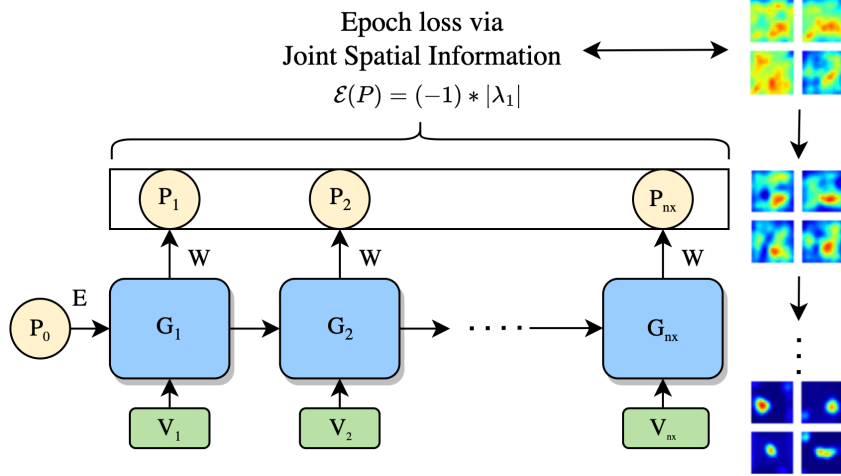 Epoch loss via
Joint Spatial Information
ℰ(P) = (−1) ∗ |λ₁|
P₁ P₂ Pₙₓ
W W W
E
P₀ G₁ G₂ · · · · Gₙₓ
V₁ V₂ Vₙₓ